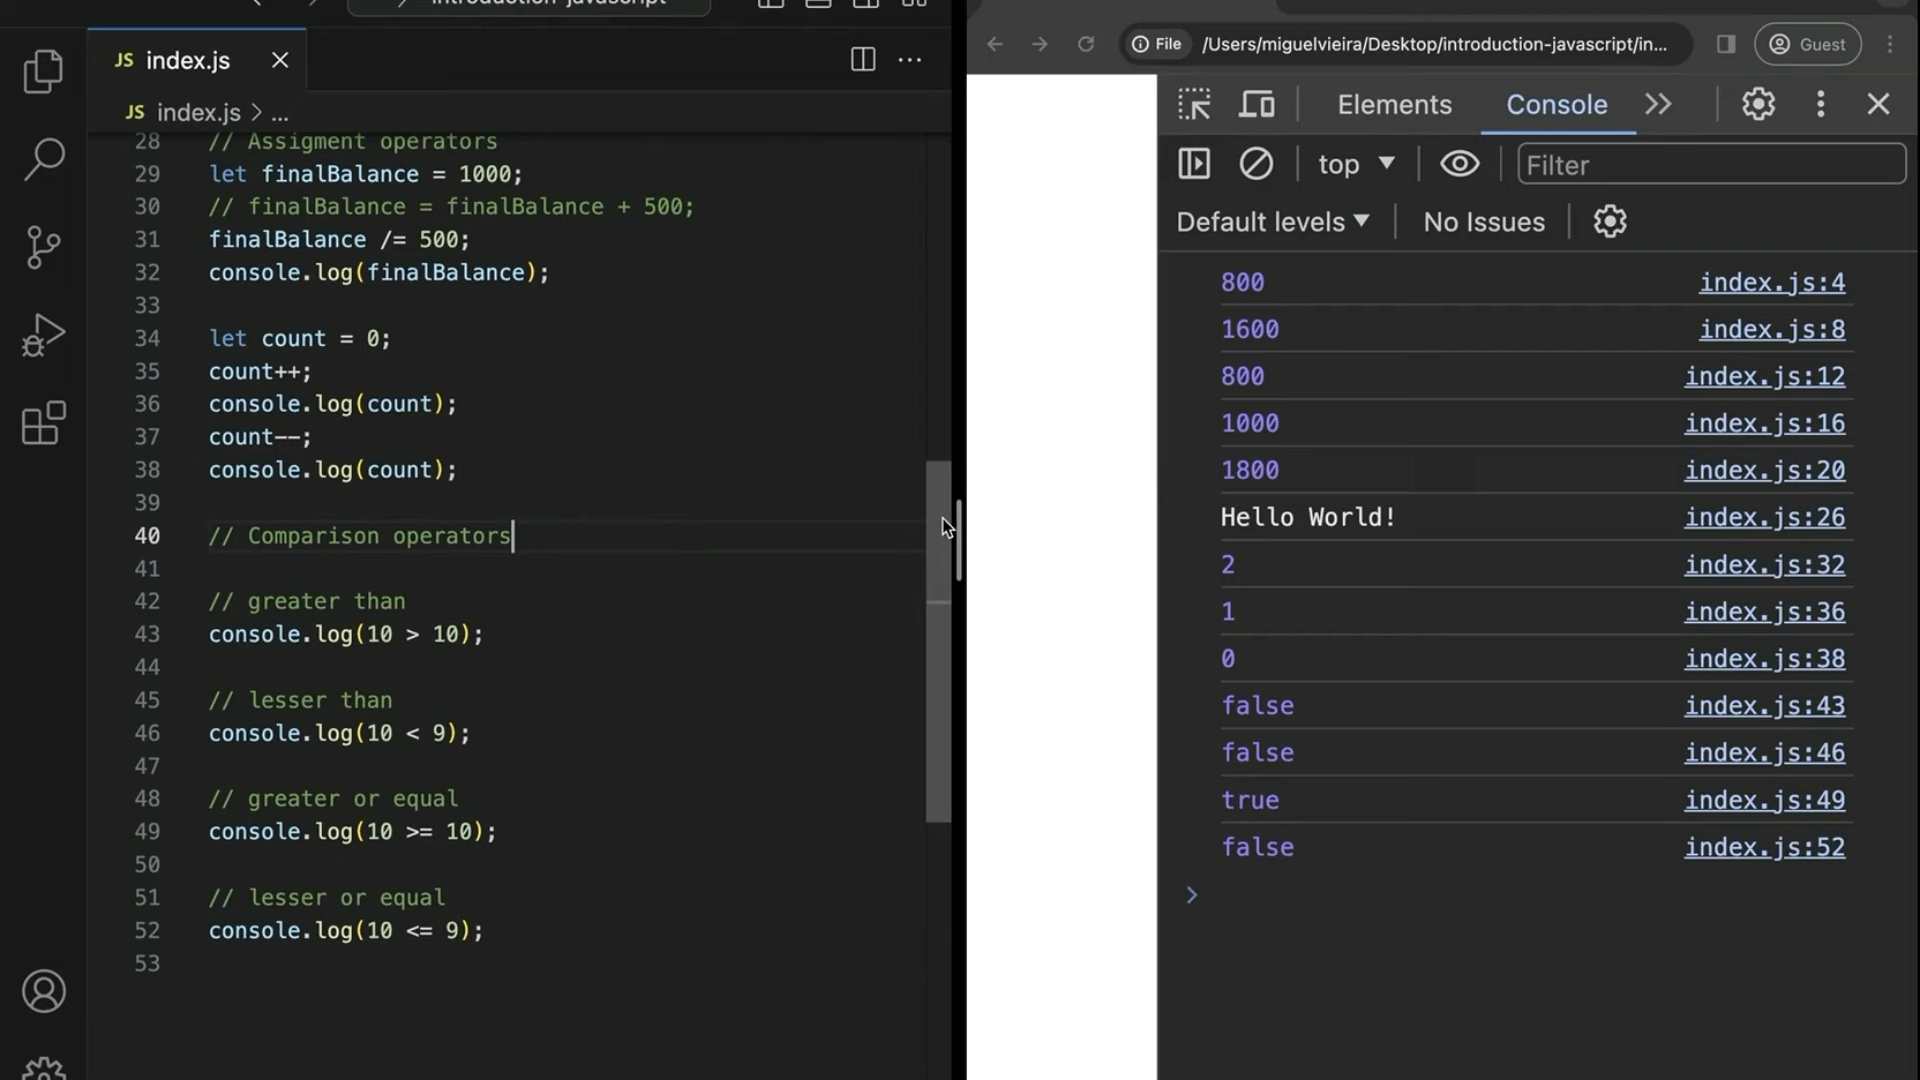 introduction-javascript
JS index.js
JS index.js > ...
28 // Assigment operators
29 let finalBalance = 1000;
30 // finalBalance = finalBalance + 500;
31 finalBalance /= 500;
32 console.log(finalBalance);
33
34 let count = 0;
35 count++;
36 console.log(count);
37 count--;
38 console.log(count);
39
40 // Comparison operators
41
42 // greater than
43 console.log(10 > 10);
44
45 // lesser than
46 console.log(10 < 9);
47
48 // greater or equal
49 console.log(10 >= 10);
50
51 // lesser or equal
52 console.log(10 <= 9);
53
File /Users/miguelvieira/Desktop/introduction-javascript/in... Guest
Elements Console
top Filter
Default levels No Issues
800 index.js:4
1600 index.js:8
800 index.js:12
1000 index.js:16
1800 index.js:20
Hello World! index.js:26
2 index.js:32
1 index.js:36
0 index.js:38
false index.js:43
false index.js:46
true index.js:49
false index.js:52